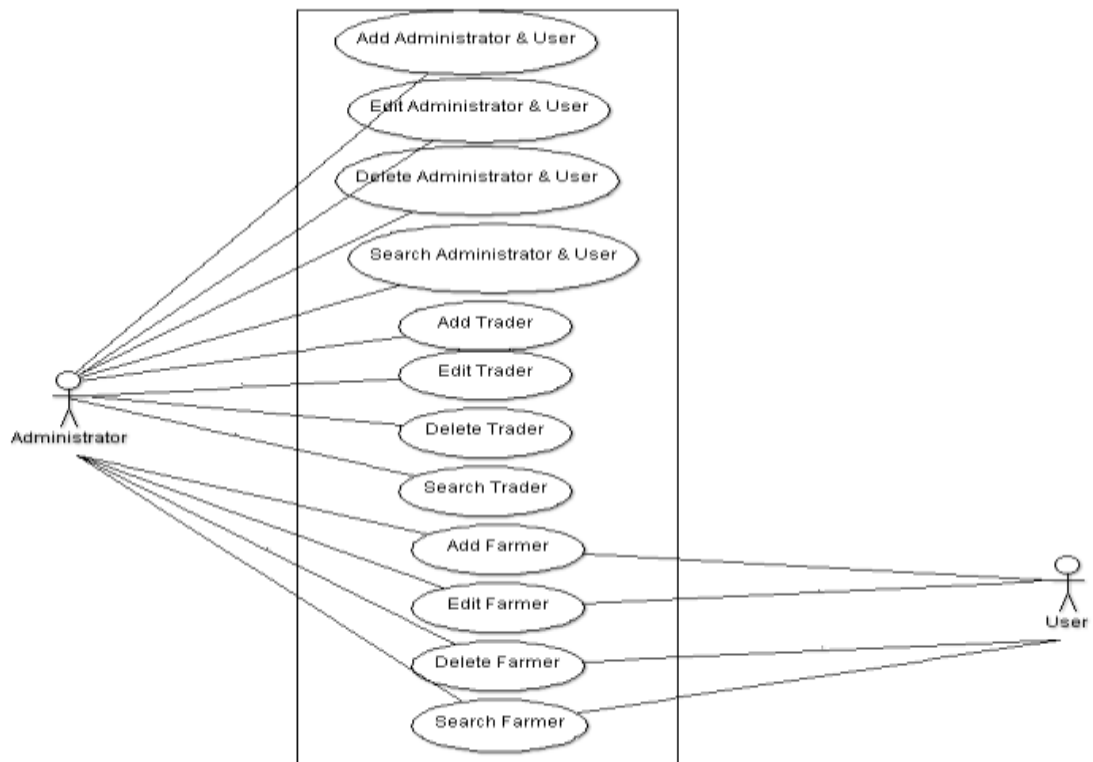 Add Administrator & User
Edit Administrator & User
Delete Administrator & User
Search Administrator & User
Add Trader
Edit Trader
Delete Trader
Search Trader
Add Farmer
Edit Farmer
Delete Farmer
Search Farmer
Administrator
User